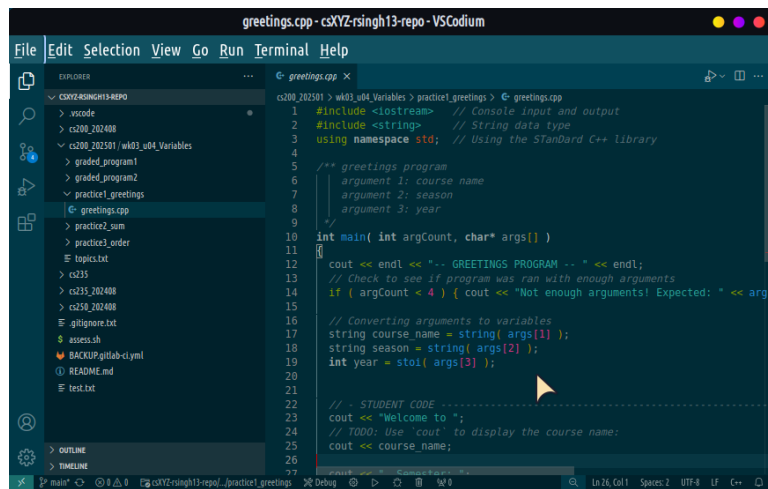 greetings.cpp - csXYZ-rsingh13-repo - VSCodium
File Edit Selection View Go Run Terminal Help
EXPLORER
CSXYZ-RSINGH13-REPO
.vscode
cs200_202408
cs200_202501 / wk03_u04_Variables
graded_program1
graded_program2
practice1_greetings
greetings.cpp
practice2_sum
practice3_order
topics.txt
cs235
cs235_202408
cs250_202408
.gitignore.txt
$ assess.sh
BACKUP.gitlab-ci.yml
README.md
test.txt
OUTLINE
TIMELINE
4
greetings.cpp
cs200_202501 > wk03_u04_Variables > practice1_greetings > greetings.cpp
1 #include <iostream> // Console input and output
2 #include <string> // String data type
3 using namespace std; // Using the STanDard C++ library
4
5 /** greetings program
6 argument 1: course name
7 argument 2: season
8 argument 3: year
9 */
10 int main( int argCount, char* args[] )
11 {
12 cout << endl << "-- GREETINGS PROGRAM -- " << endl;
13 // Check to see if program was ran with enough arguments
14 if ( argCount < 4 ) { cout << "Not enough arguments! Expected: " << arg
15
16 // Converting arguments to variables
17 string course_name = string( args[1] );
18 string season = string( args[2] );
19 int year = stoi( args[3] );
20
21
22 // - STUDENT CODE ---------------------------------------------------
23 cout << "Welcome to ";
24 // TODO: Use `cout` to display the course name:
25 cout << course_name;
26
27 cout << ", Semester: ";
main* 0 0 csXYZ-rsingh13-repo/.../practice1_greetings Debug 0 Ln 26, Col 1 Spaces: 2 UTF-8 LF C++